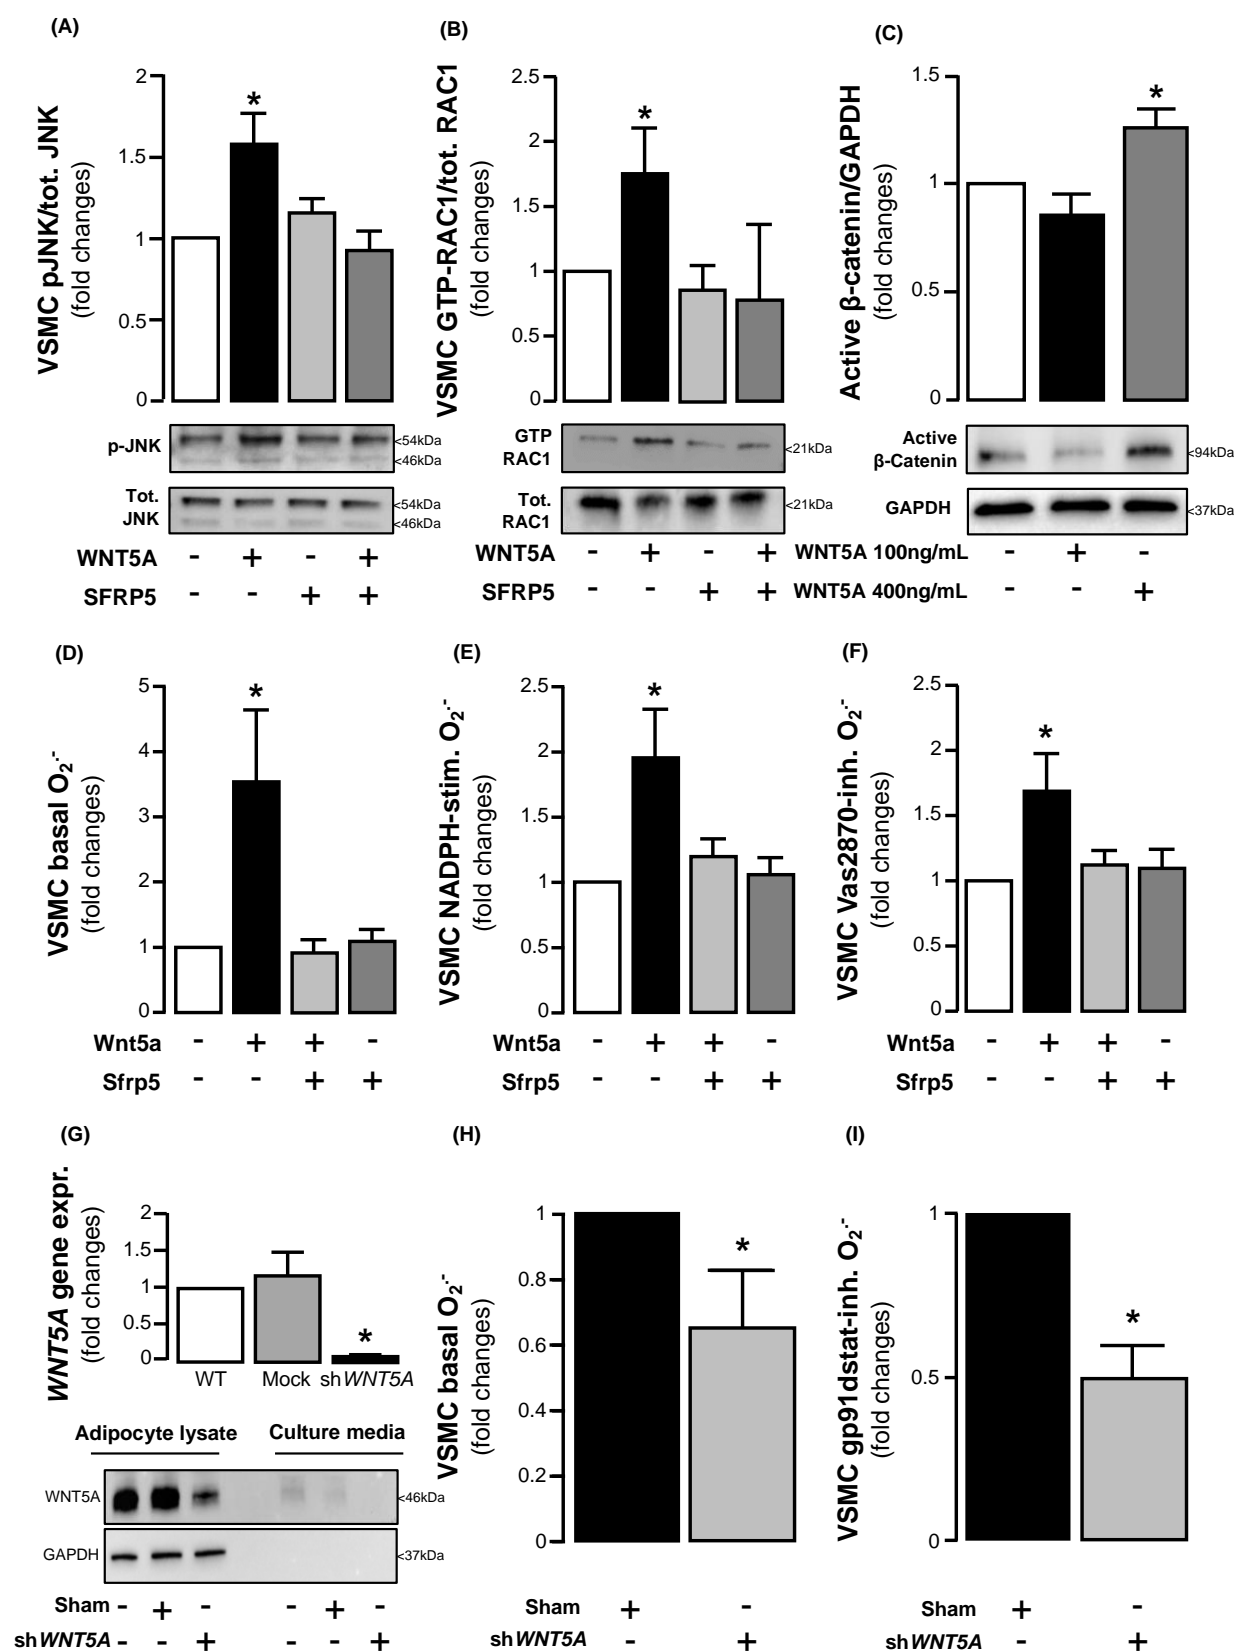 (A)
VSMC pJNK/tot. JNK
(fold changes)
2
1.5
1
0.5
0
*
p-JNK
<54kDa
<46kDa
Tot.
JNK
<54kDa
<46kDa
WNT5A - + - +
SFRP5 - - + +
(B)
VSMC GTP-RAC1/tot. RAC1
(fold changes)
2.5
2
1.5
1
0.5
0
*
GTP
RAC1
<21kDa
Tot.
RAC1
<21kDa
WNT5A - + - +
SFRP5 - - + +
(C)
Active β-catenin/GAPDH
(fold changes)
1.5
1
0.5
0
*
Active
β-Catenin
<94kDa
GAPDH
<37kDa
WNT5A 100ng/mL - + -
WNT5A 400ng/mL - - +
(D)
VSMC basal O2.-
(fold changes)
5
4
3
2
1
0
*
Wnt5a - + + -
Sfrp5 - - + +
(E)
VSMC NADPH-stim. O2.-
(fold changes)
2.5
2
1.5
1
0.5
0
*
Wnt5a - + + -
Sfrp5 - - + +
(F)
VSMC Vas2870-inh. O2.-
(fold changes)
2.5
2
1.5
1
0.5
0
*
Wnt5a - + + -
Sfrp5 - - + +
(G)
WNT5A gene expr.
(fold changes)
2
1.5
1
0.5
0
*
WT Mock shWNT5A
Adipocyte lysate Culture media
WNT5A
<46kDa
GAPDH
<37kDa
Sham - + - - + -
shWNT5A - - + - - +
(H)
VSMC basal O2.-
(fold changes)
1
0.8
0.6
0.4
0.2
0
*
Sham + -
shWNT5A - +
(I)
VSMC gp91dstat-inh. O2.-
(fold changes)
1
0.5
0
*
Sham + -
shWNT5A - +